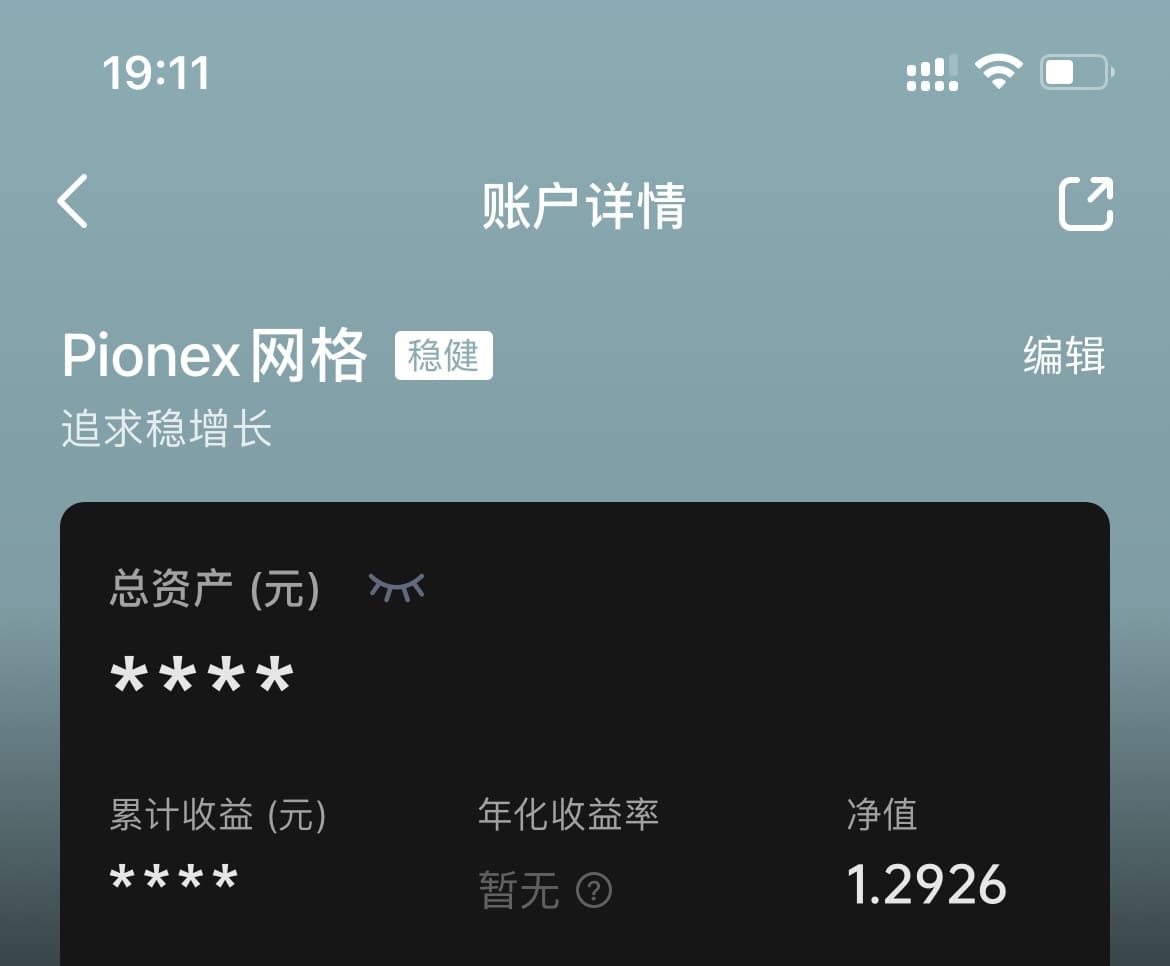 19:11
账户详情
Pionex网格 稳健 编辑
追求稳增长
总资产 (元)
****
累计收益 (元) 年化收益率 净值
**** 暂无 ? 1.2926